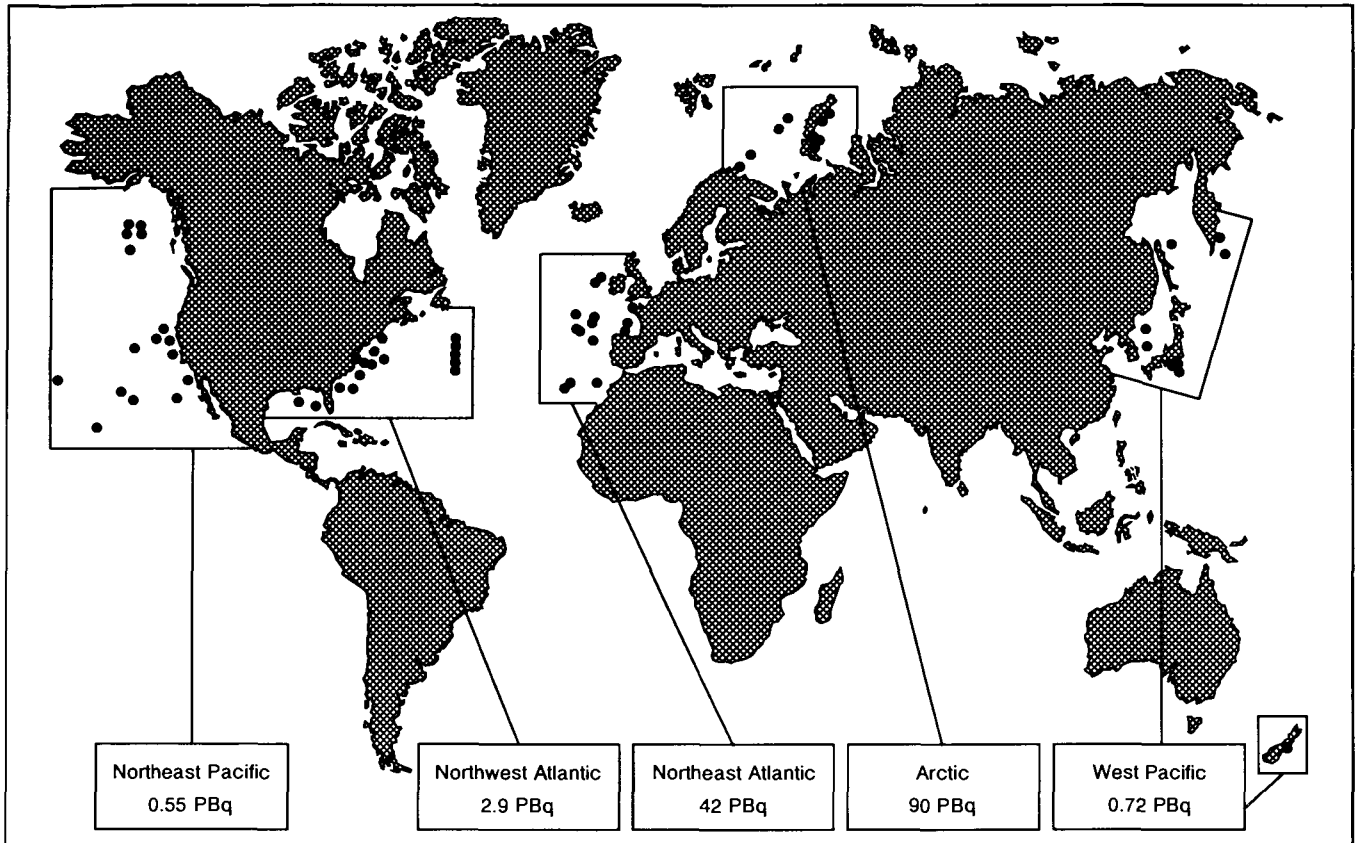 Northeast Pacific
0.55 PBq
Northwest Atlantic
2.9 PBq
Northeast Atlantic
42 PBq
Arctic
90 PBq
West Pacific
0.72 PBq